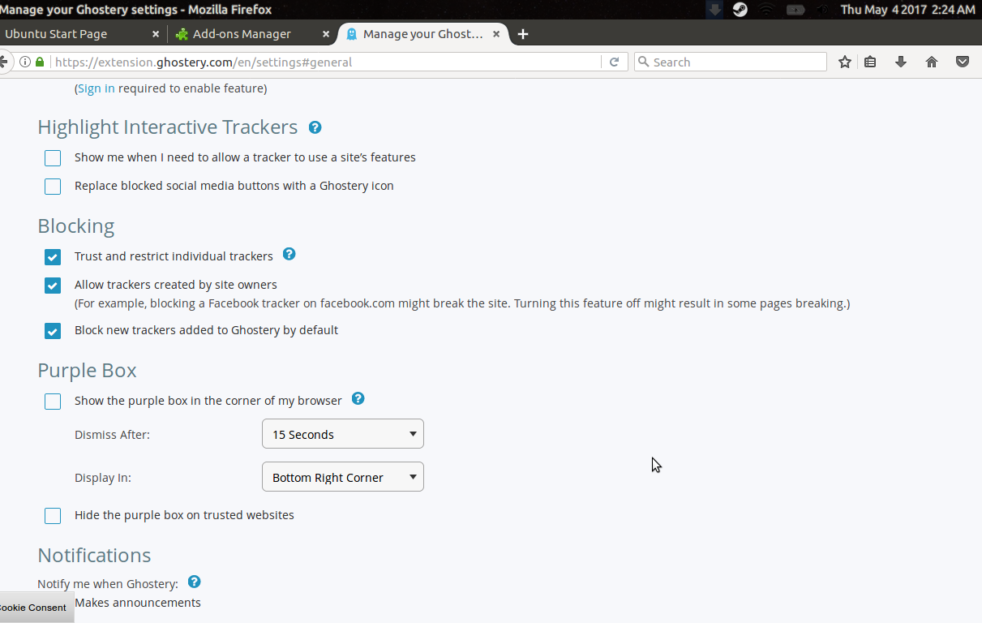 Manage your Ghostery settings - Mozilla Firefox
Thu May 4 2017 2:24 AM
Ubuntu Start Page
Add-ons Manager
Manage your Ghost...
https://extension.ghostery.com/en/settings#general
Search
(Sign in required to enable feature)
Highlight Interactive Trackers
Show me when I need to allow a tracker to use a site's features
Replace blocked social media buttons with a Ghostery icon
Blocking
Trust and restrict individual trackers
Allow trackers created by site owners
(For example, blocking a Facebook tracker on facebook.com might break the site. Turning this feature off might result in some pages breaking.)
Block new trackers added to Ghostery by default
Purple Box
Show the purple box in the corner of my browser
Dismiss After:
15 Seconds
Display In:
Bottom Right Corner
Hide the purple box on trusted websites
Notifications
Notify me when Ghostery:
Cookie Consent
Makes announcements